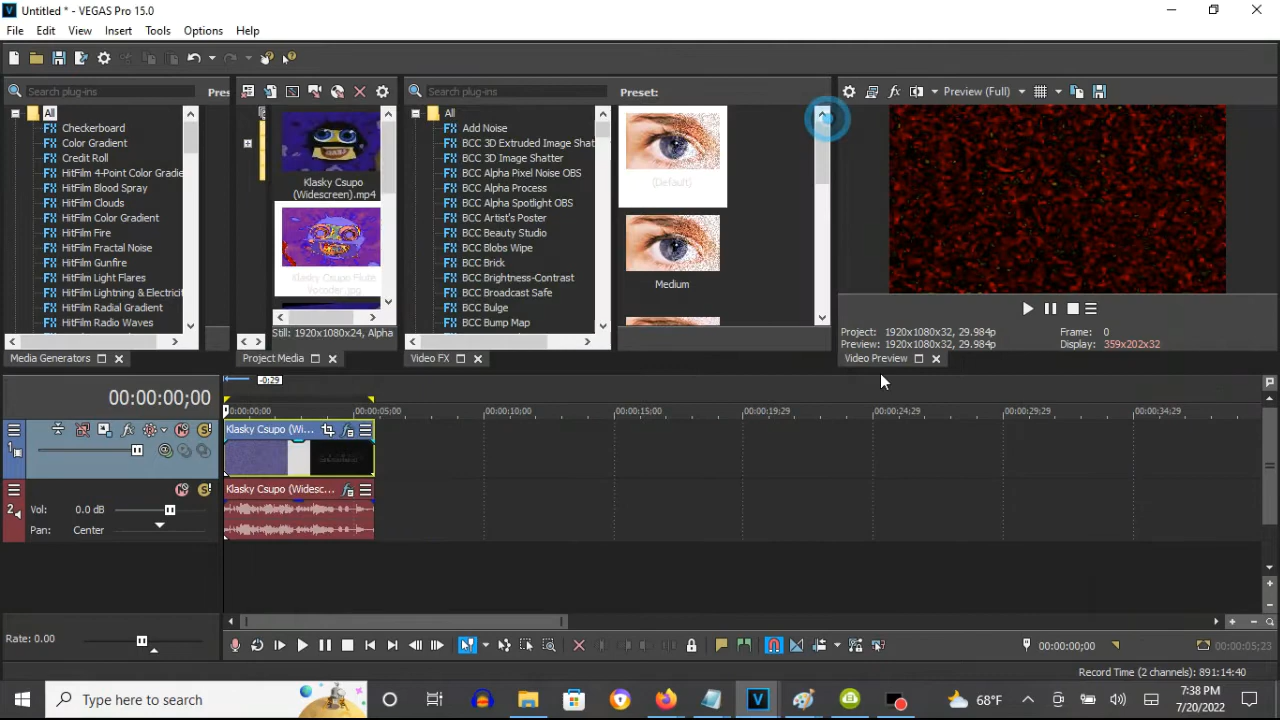 Untitled * - VEGAS Pro 15.0
File Edit View Insert Tools Options Help
Search plug-ins
Pres
All
Checkerboard
Color Gradient
Credit Roll
HitFilm 4-Point Color Gradie
HitFilm Blood Spray
HitFilm Clouds
HitFilm Color Gradient
HitFilm Fire
HitFilm Fractal Noise
HitFilm Gunfire
HitFilm Light Flares
HitFilm Lightning & Electricit
HitFilm Radial Gradient
HitFilm Radio Waves
Media Generators
Klasky Csupo
(Widescreen).mp4
Klasky Csupo Flute
Vocoder.jpg
Still: 1920x1080x24, Alpha
Project Media
Search plug-ins
All
Add Noise
BCC 3D Extruded Image Shat
BCC 3D Image Shatter
BCC Alpha Pixel Noise OBS
BCC Alpha Process
BCC Alpha Spotlight OBS
BCC Artist's Poster
BCC Beauty Studio
BCC Blobs Wipe
BCC Brick
BCC Brightness-Contrast
BCC Broadcast Safe
BCC Bulge
BCC Bump Map
Video FX
Preset:
(Default)
Medium
Preview (Full)
Project: 1920x1080x32, 29.984p
Preview: 1920x1080x32, 29.984p
Frame: 0
Display: 359x202x32
Video Preview
00:00:00;00
-0;29
00:00:00;00 00:00:05;00 00:00:10;00 00:00:15;00 00:00:19;29 00:00:24;29 00:00:29;29 00:00:34;29
1
Klasky Csupo (Wi...
2
Vol: 0.0 dB
Pan: Center
Klasky Csupo (Widesc...
Rate: 0.00
00:00:00;00
00:00:05;23
Record Time (2 channels): 891:14:40
Type here to search
68°F
7:38 PM
7/20/2022